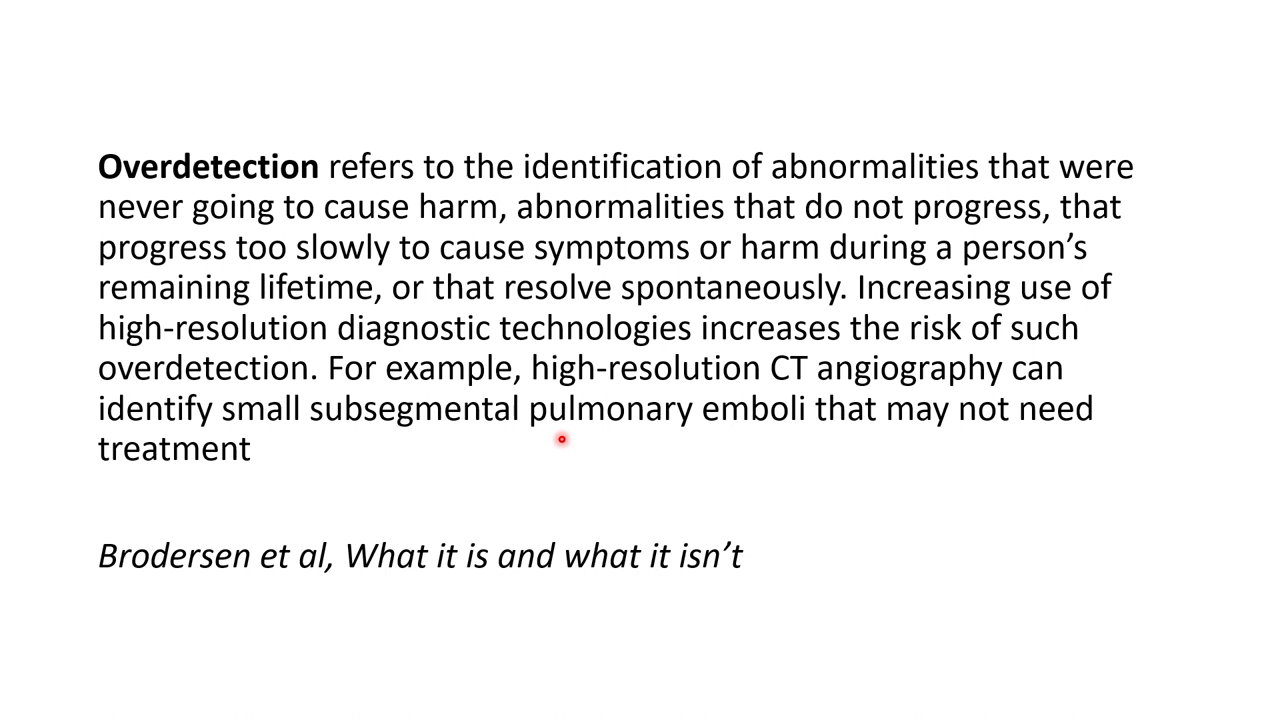 Overdetection refers to the identification of abnormalities that were
never going to cause harm, abnormalities that do not progress, that
progress too slowly to cause symptoms or harm during a person’s
remaining lifetime, or that resolve spontaneously. Increasing use of
high-resolution diagnostic technologies increases the risk of such
overdetection. For example, high-resolution CT angiography can
identify small subsegmental pulmonary emboli that may not need
treatment
Brodersen et al, What it is and what it isn’t